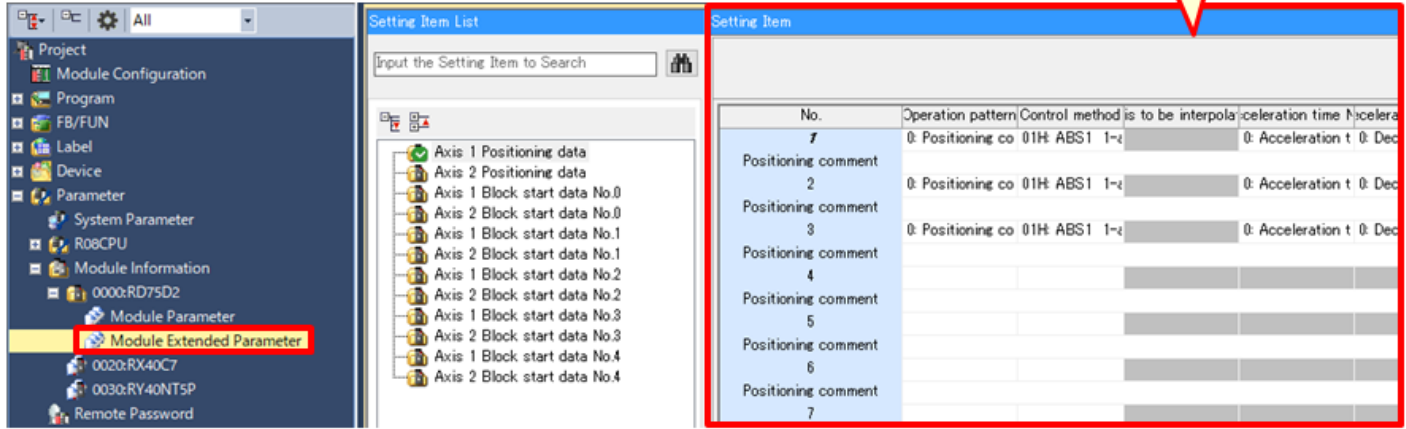 All
Project
Module Configuration
Program
FB/FUN
Label
Device
Parameter
System Parameter
R08CPU
Module Information
0000:RD75D2
Module Parameter
Module Extended Parameter
0020:RX40C7
0030:RY40NT5P
Remote Password
Setting Item List
Input the Setting Item to Search
Axis 1 Positioning data
Axis 2 Positioning data
Axis 1 Block start data No.0
Axis 2 Block start data No.0
Axis 1 Block start data No.1
Axis 2 Block start data No.1
Axis 1 Block start data No.2
Axis 2 Block start data No.2
Axis 1 Block start data No.3
Axis 2 Block start data No.3
Axis 1 Block start data No.4
Axis 2 Block start data No.4
Setting Item
No. Operation pattern Control method is to be interpola celeration time N celera
1 0: Positioning co 01H: ABS1 1-a 0: Acceleration t 0: Dec
Positioning comment
2 0: Positioning co 01H: ABS1 1-a 0: Acceleration t 0: Dec
Positioning comment
3 0: Positioning co 01H: ABS1 1-a 0: Acceleration t 0: Dec
Positioning comment
4
Positioning comment
5
Positioning comment
6
Positioning comment
7